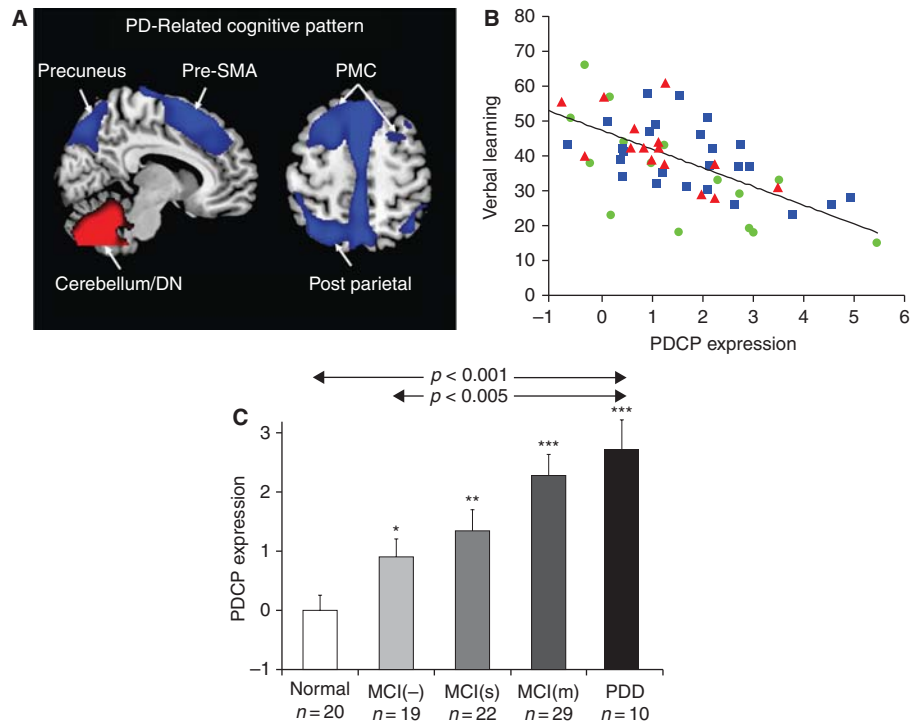 A
PD-Related cognitive pattern
Precuneus
Pre-SMA
PMC
Cerebellum/DN
Post parietal
B
Verbal learning
80
70
60
50
40
30
20
10
0
–1 0 1 2 3 4 5 6
PDCP expression
C
p < 0.001
p < 0.005
PDCP expression
3
2
1
0
–1
*
**
***
***
Normal MCI(–) MCI(s) MCI(m) PDD
n = 20 n = 19 n = 22 n = 29 n = 10